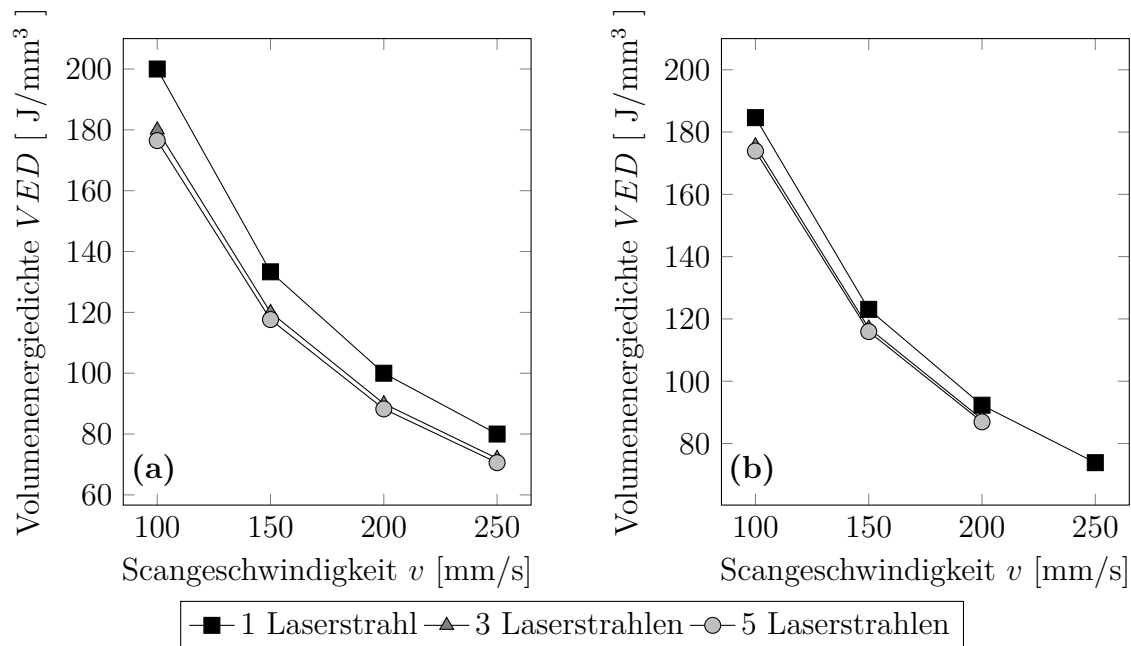 Volumenenergiedichte VED [ J/mm³ ]
200
180
160
140
120
100
80
60
(a)
100 150 200 250
Scangeschwindigkeit v [mm/s]
Volumenenergiedichte VED [ J/mm³ ]
200
180
160
140
120
100
80
(b)
100 150 200 250
Scangeschwindigkeit v [mm/s]
1 Laserstrahl 3 Laserstrahlen 5 Laserstrahlen